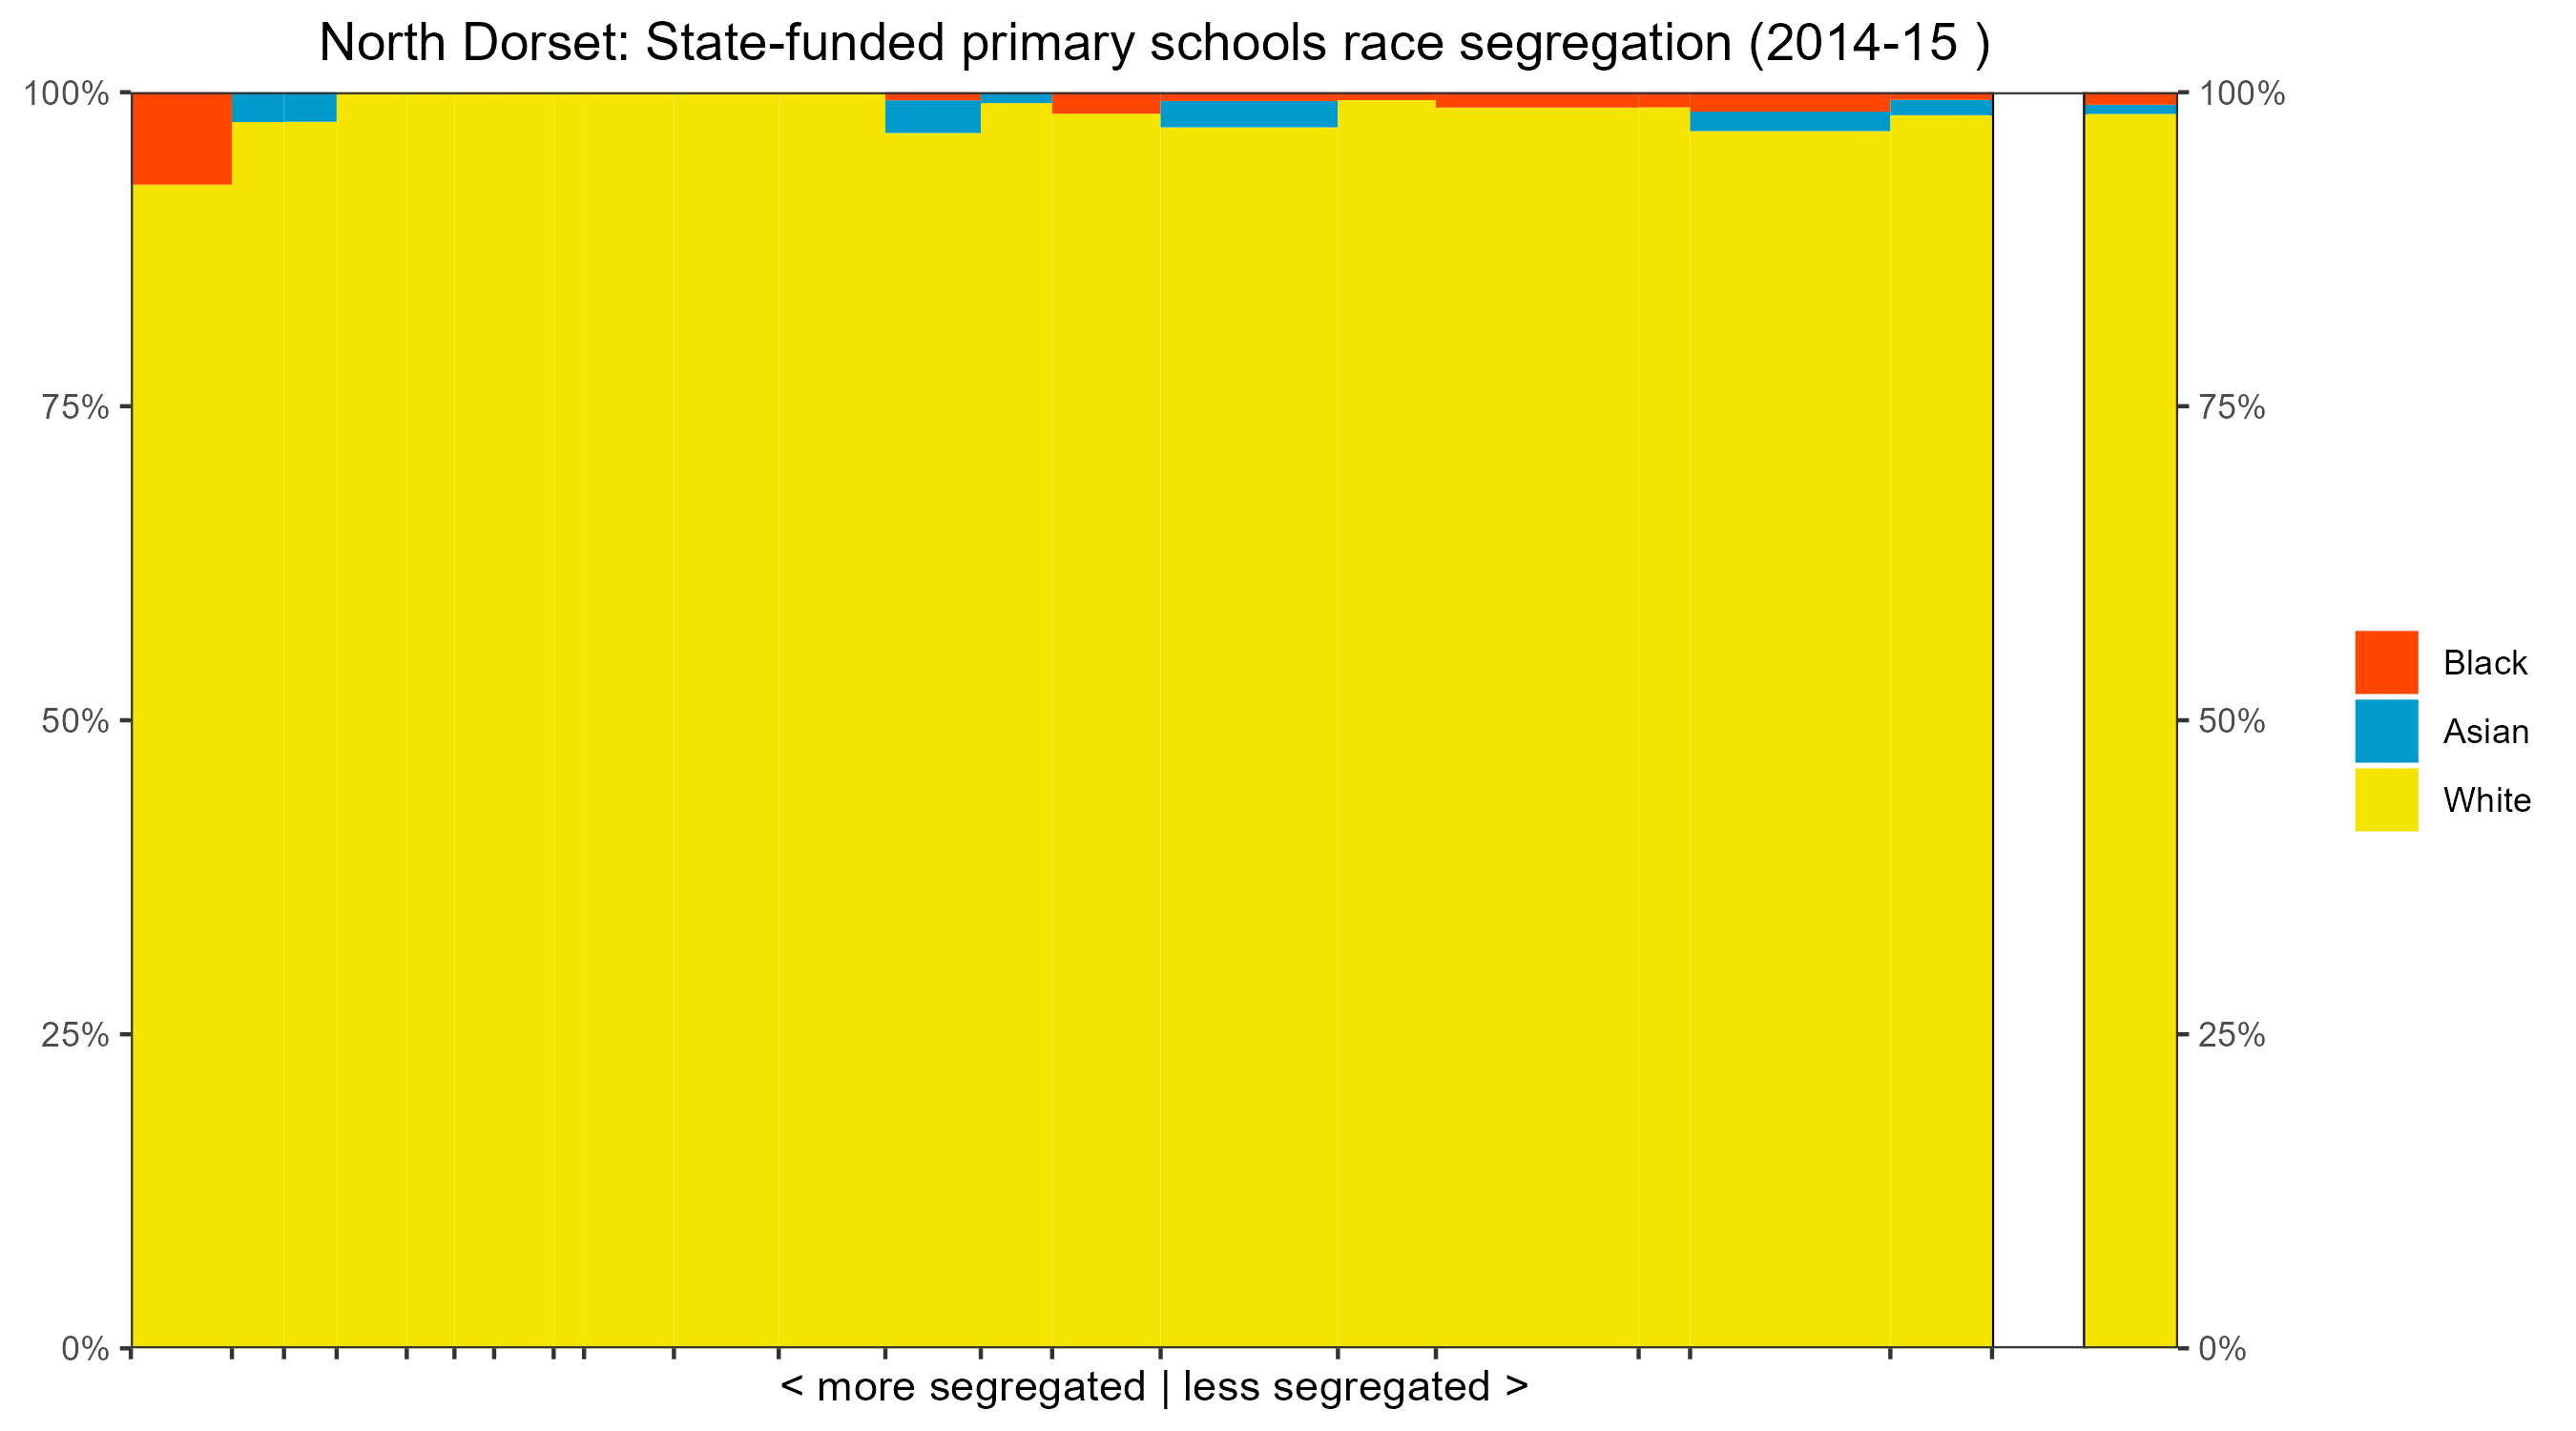 North Dorset: State-funded primary schools race segregation (2014-15 )
100%
75%
50%
25%
0%
100%
75%
50%
25%
0%
Black
Asian
White
< more segregated | less segregated >